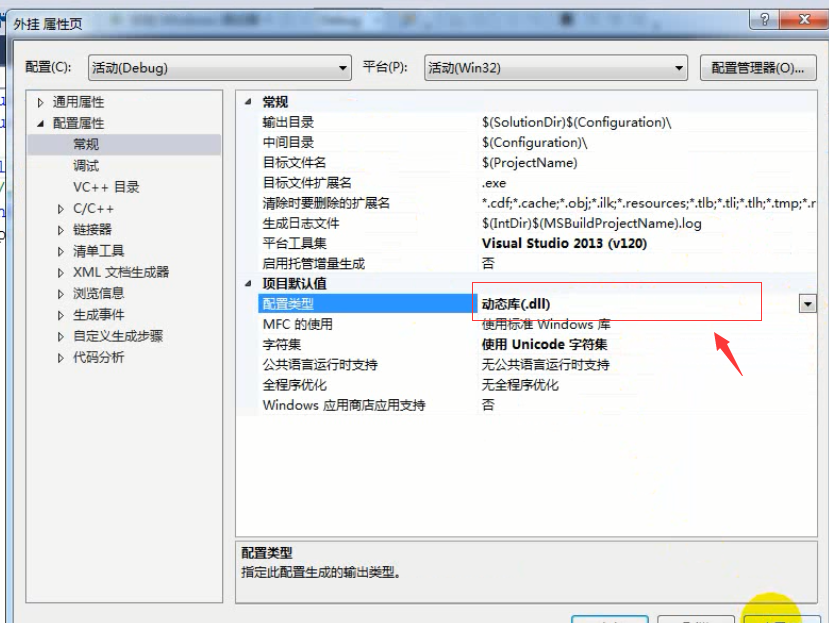 外挂 属性页
配置(C): 活动(Debug) 平台(P): 活动(Win32) 配置管理器(O)...
通用属性
配置属性
常规
调试
VC++ 目录
C/C++
链接器
清单工具
XML 文档生成器
浏览信息
生成事件
自定义生成步骤
代码分析
常规
输出目录 $(SolutionDir)$(Configuration)\
中间目录 $(Configuration)\
目标文件名 $(ProjectName)
目标文件扩展名 .exe
清除时要删除的扩展名 *.cdf;*.cache;*.obj;*.ilk;*.resources;*.tlb;*.tli;*.tlh;*.tmp;*.r
生成日志文件 $(IntDir)$(MSBuildProjectName).log
平台工具集 Visual Studio 2013 (v120)
启用托管增量生成 否
项目默认值
配置类型 动态库(.dll)
MFC 的使用 使用标准 Windows 库
字符集 使用 Unicode 字符集
公共语言运行时支持 无公共语言运行时支持
全程序优化 无全程序优化
Windows 应用商店应用支持 否
配置类型
指定此配置生成的输出类型。